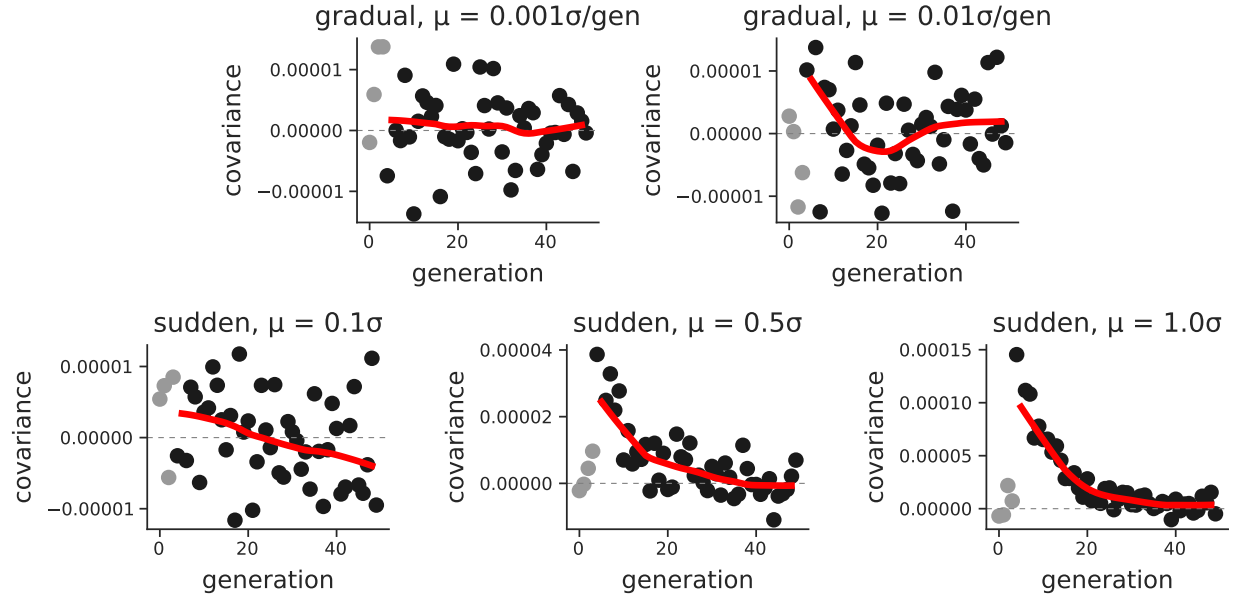 gradual, μ = 0.001σ/gen
covariance
0.00001
0.00000
−0.00001
0
20
40
generation
gradual, μ = 0.01σ/gen
covariance
0.00001
0.00000
−0.00001
0
20
40
generation
sudden, μ = 0.1σ
covariance
0.00001
0.00000
−0.00001
0
20
40
generation
sudden, μ = 0.5σ
covariance
0.00004
0.00002
0.00000
0
20
40
generation
sudden, μ = 1.0σ
covariance
0.00015
0.00010
0.00005
0.00000
0
20
40
generation